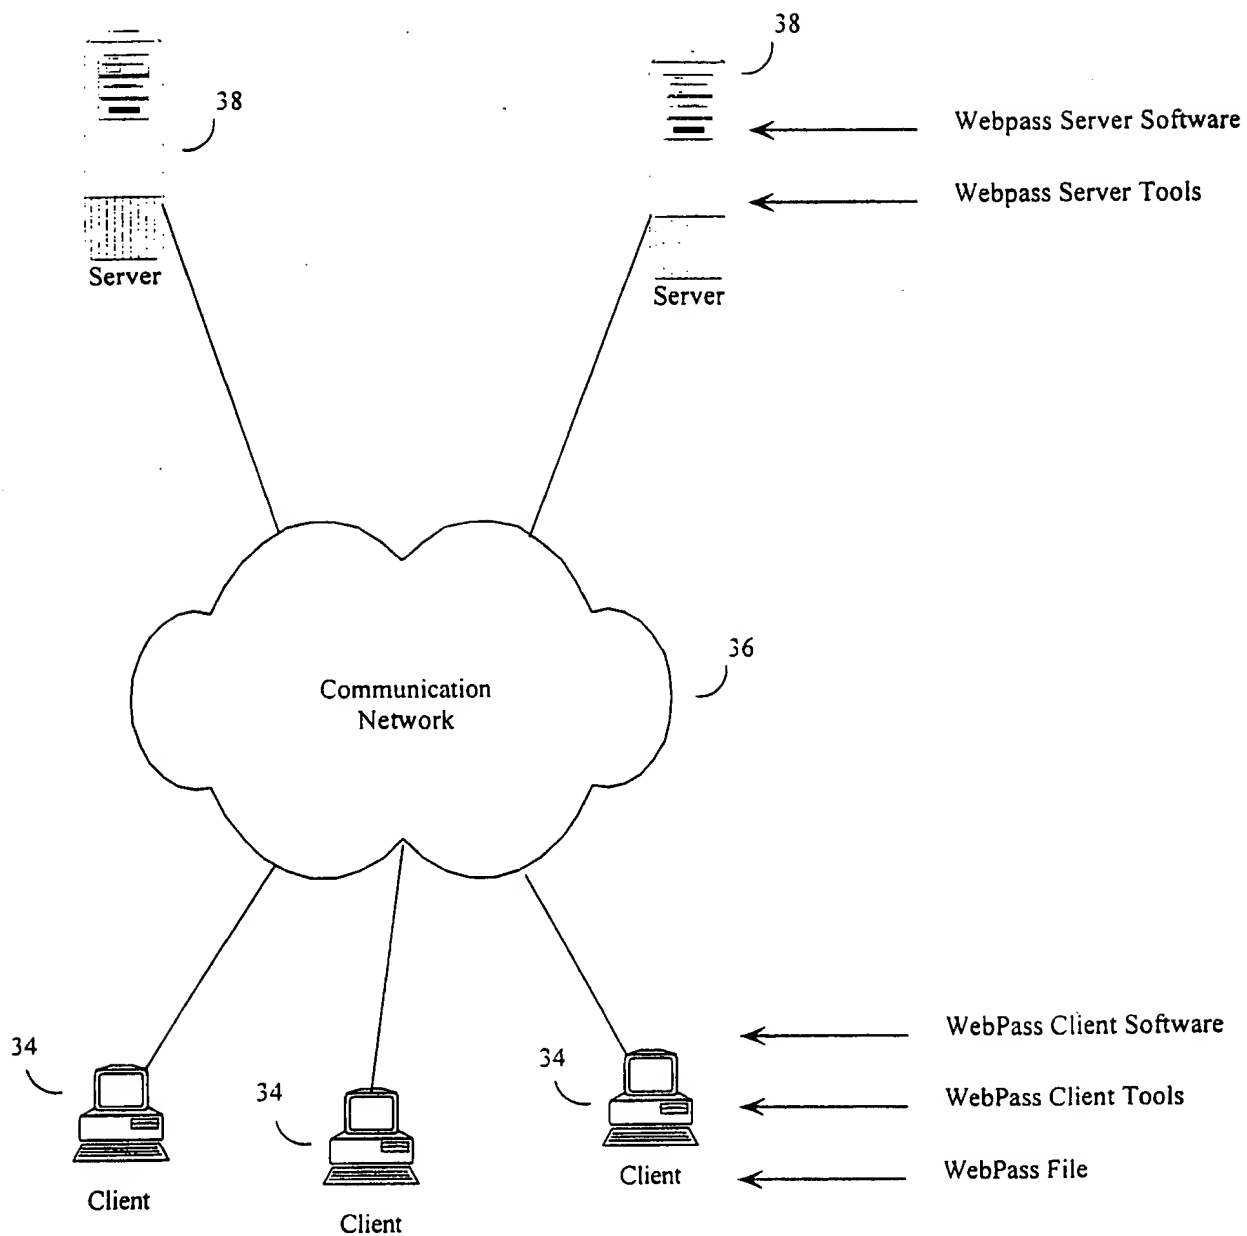 38
38
Webpass Server Software
Webpass Server Tools
Server
Server
36
Communication
Network
34
34
34
WebPass Client Software
WebPass Client Tools
WebPass File
Client
Client
Client